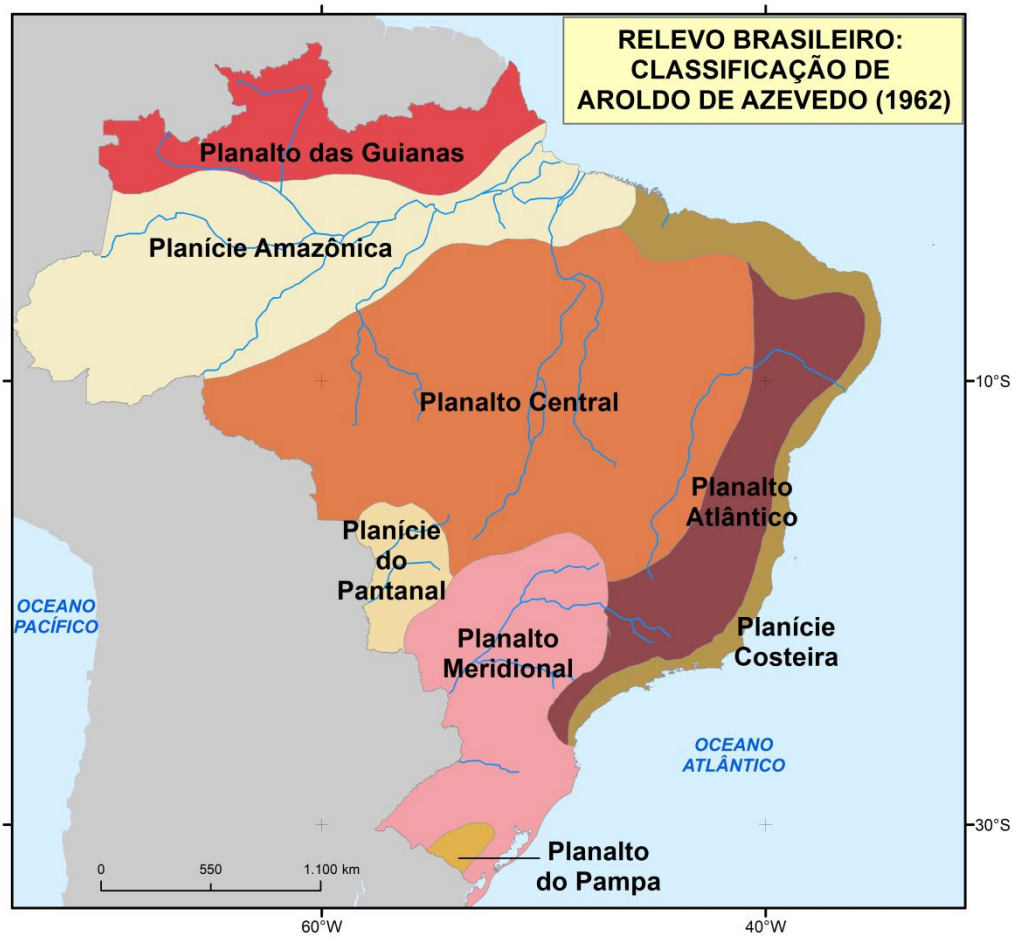 RELEVO BRASILEIRO:
CLASSIFICAÇÃO DE
AROLDO DE AZEVEDO (1962)
Planalto das Guianas
Planície Amazônica
10°S
Planalto Central
Planalto
Atlântico
Planície
do
Pantanal
OCEANO
PACÍFICO
Planalto
Meridional
Planície
Costeira
OCEANO
ATLÂNTICO
30°S
Planalto
do Pampa
0
550
1.100 km
60°W
40°W